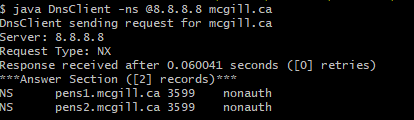 $ java DnsClient -ns @8.8.8.8 mcgill.ca
DnsClient sending request for mcgill.ca
Server: 8.8.8.8
Request Type: NX
Response received after 0.060041 seconds ([0] retries)
***Answer Section ([2] records)***
NS pens1.mcgill.ca 3599 nonauth
NS pens2.mcgill.ca 3599 nonauth